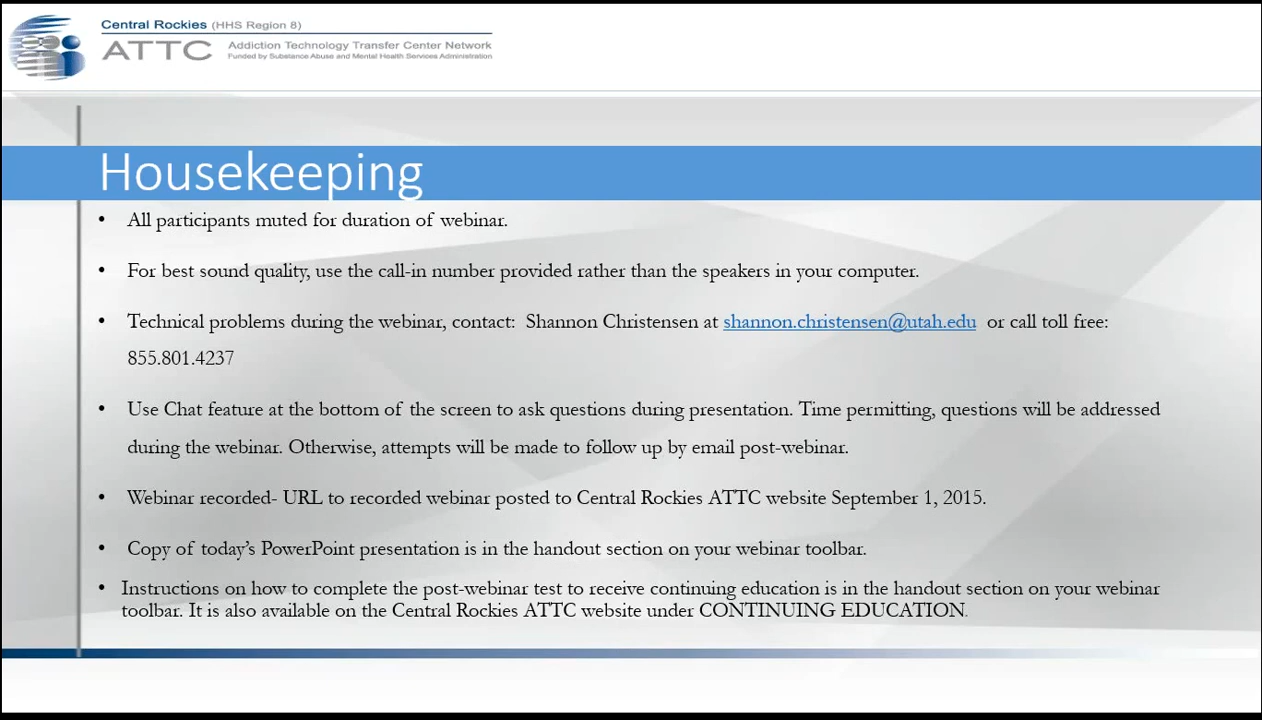 Central Rockies (HHS Region 8)
ATTC
Addiction Technology Transfer Center Network
Funded by Substance Abuse and Mental Health Services Administration
Housekeeping
• All participants muted for duration of webinar.
• For best sound quality, use the call-in number provided rather than the speakers in your computer.
• Technical problems during the webinar, contact: Shannon Christensen at shannon.christensen@utah.edu or call toll free:
855.801.4237
• Use Chat feature at the bottom of the screen to ask questions during presentation. Time permitting, questions will be addressed
during the webinar. Otherwise, attempts will be made to follow up by email post-webinar.
• Webinar recorded- URL to recorded webinar posted to Central Rockies ATTC website September 1, 2015.
• Copy of today's PowerPoint presentation is in the handout section on your webinar toolbar.
• Instructions on how to complete the post-webinar test to receive continuing education is in the handout section on your webinar
toolbar. It is also available on the Central Rockies ATTC website under CONTINUING EDUCATION.